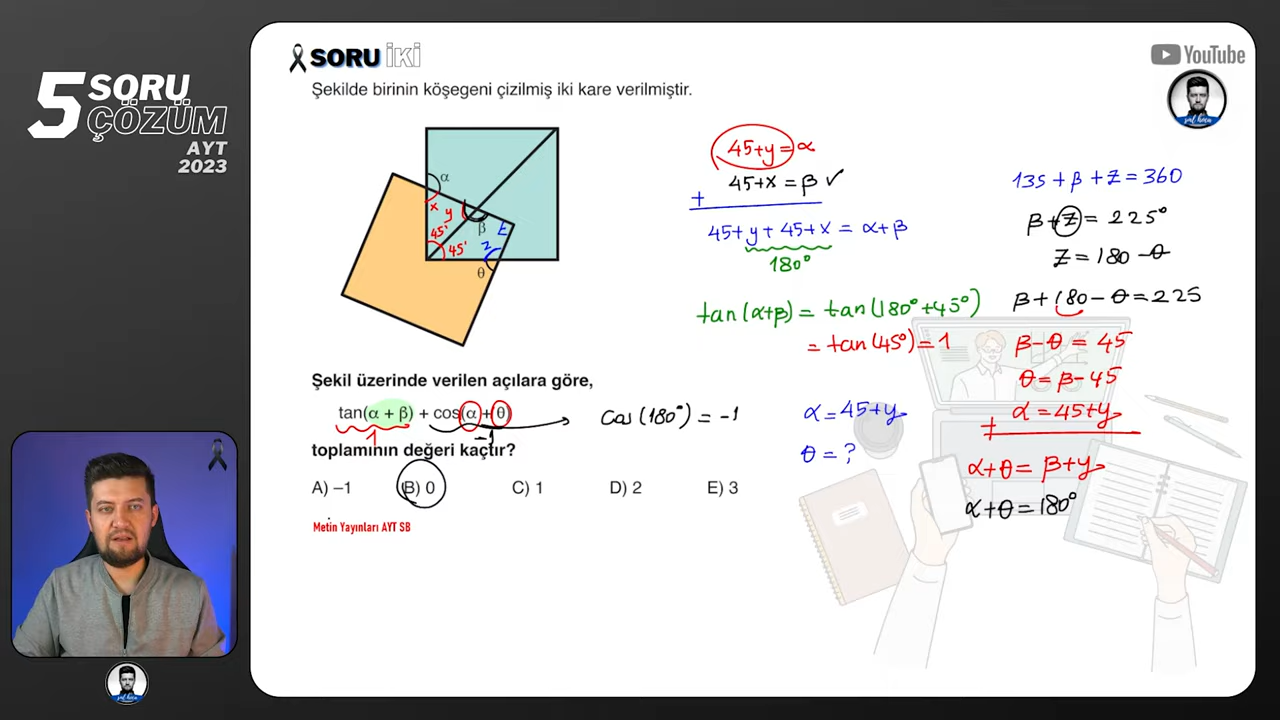 5 SORU ÇÖZÜM
AYT
2023
SORU İKİ
YouTube
Şekilde birinin köşegeni çizilmiş iki kare verilmiştir.
α
x
y
45°
45°
β
E
z
θ
45+y=α
45+x=β ✓
+
45+y+45+x=α+β
180°
tan(α+β)=tan(180°+45°)
=tan(45°)=1
135+β+z=360
β+z=225°
z=180-θ
β+180-θ=225
β-θ=45
θ=β-45
α=45+y
+
α+θ=β+y
α+θ=180°
Şekil üzerinde verilen açılara göre,
tan(α + β) + cos(α + θ)
1
-1
cos(180°)=-1
α=45+y
θ=?
toplamının değeri kaçtır?
A) –1 B) 0 C) 1 D) 2 E) 3
Metin Yayınları AYT SB